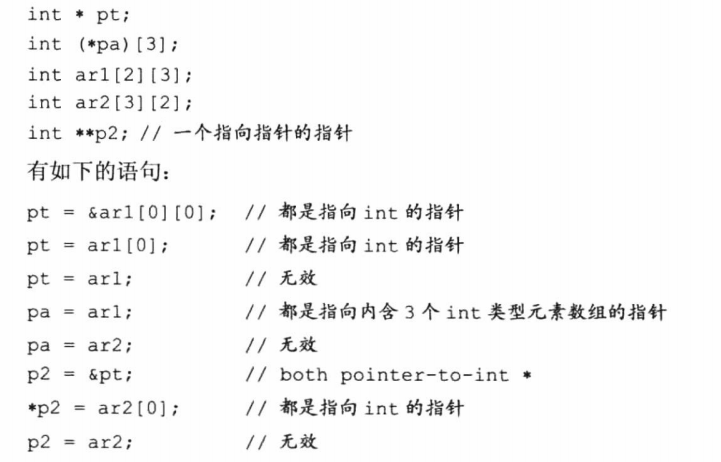 int * pt;
int (*pa)[3];
int ar1[2][3];
int ar2[3][2];
int **p2; // 一个指向指针的指针
有如下的语句：
pt = &ar1[0][0]; // 都是指向 int 的指针
pt = ar1[0]; // 都是指向 int 的指针
pt = ar1; // 无效
pa = ar1; // 都是指向内含 3 个 int 类型元素数组的指针
pa = ar2; // 无效
p2 = &pt; // both pointer-to-int *
*p2 = ar2[0]; // 都是指向 int 的指针
p2 = ar2; // 无效